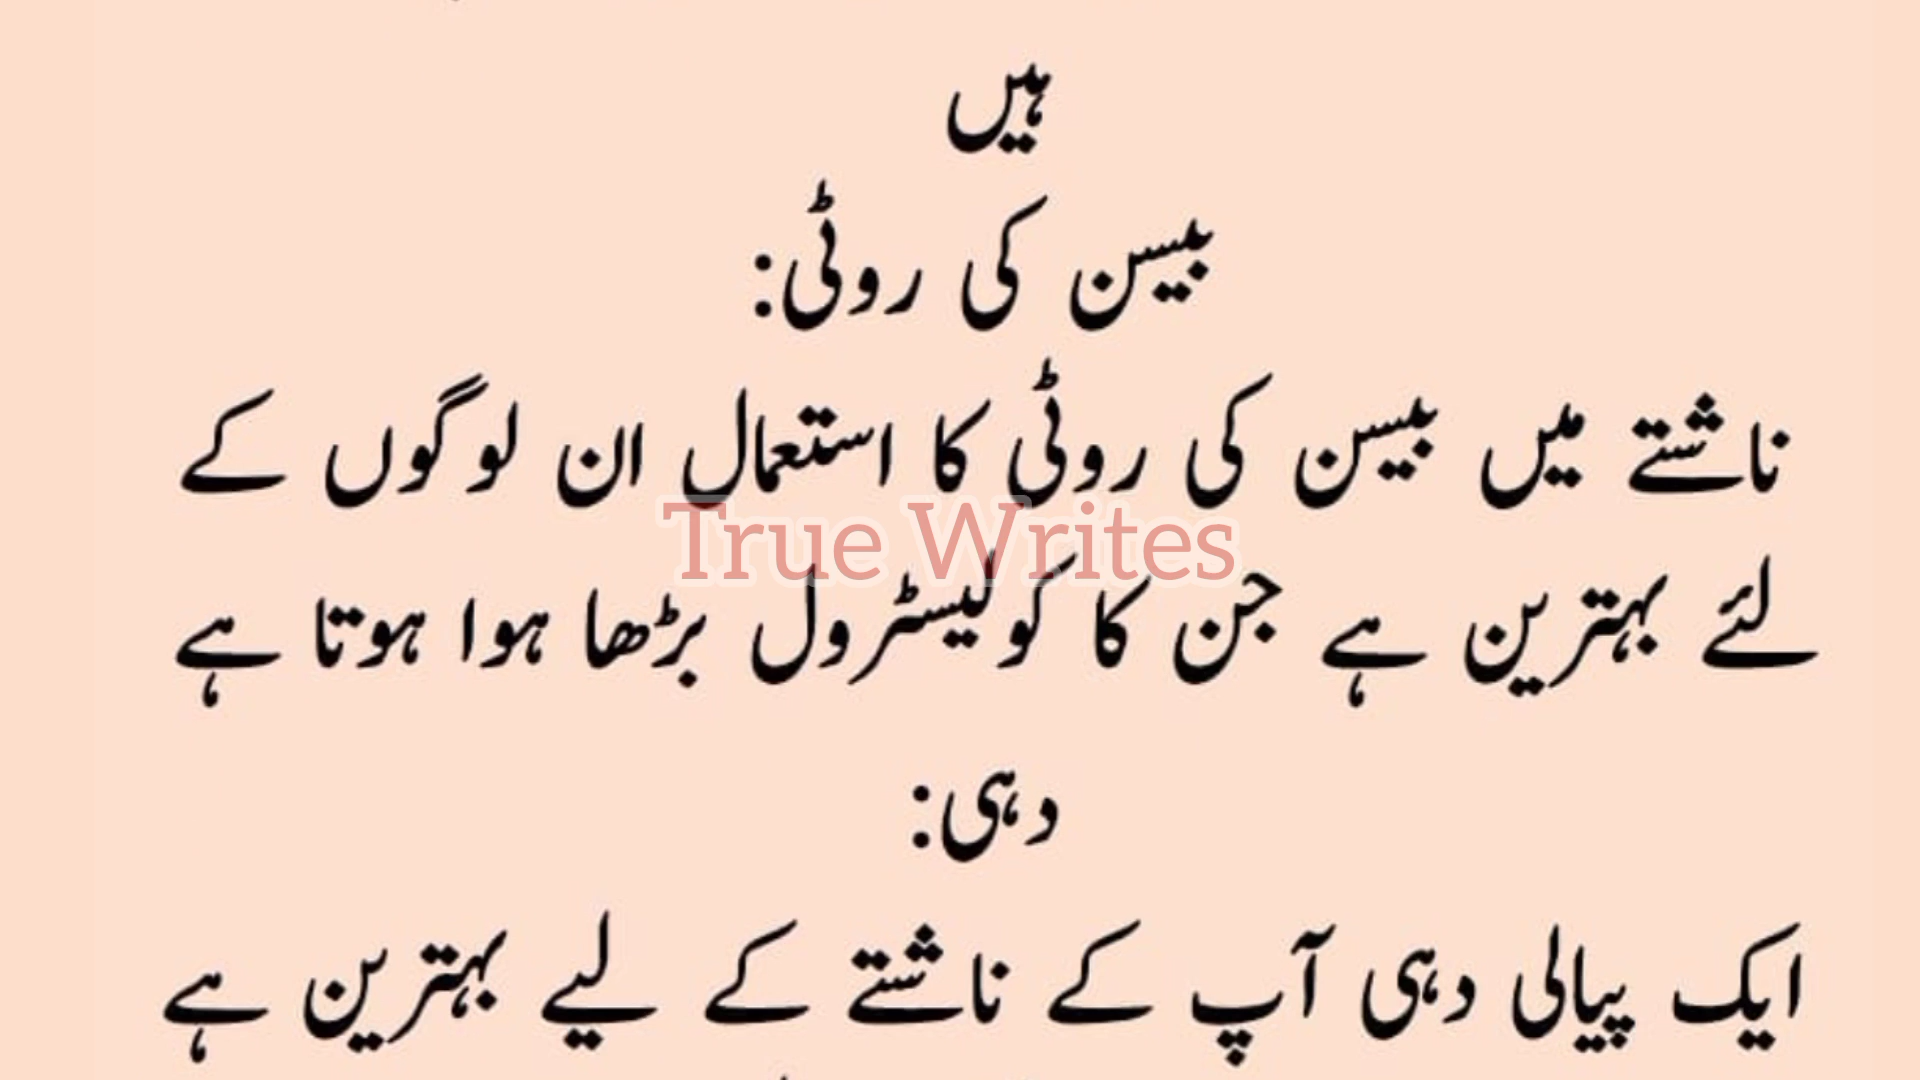 ہیں
بیسن کی روٹی:
ناشتے میں بیسن کی روٹی کا استعمال ان لوگوں کے
True Writes
لئے بہترین ہے جن کا کولیسٹرول بڑھا ہوا ہوتا ہے
دہی:
ایک پیالی دہی آپ کے ناشتے کے لیے بہترین ہے